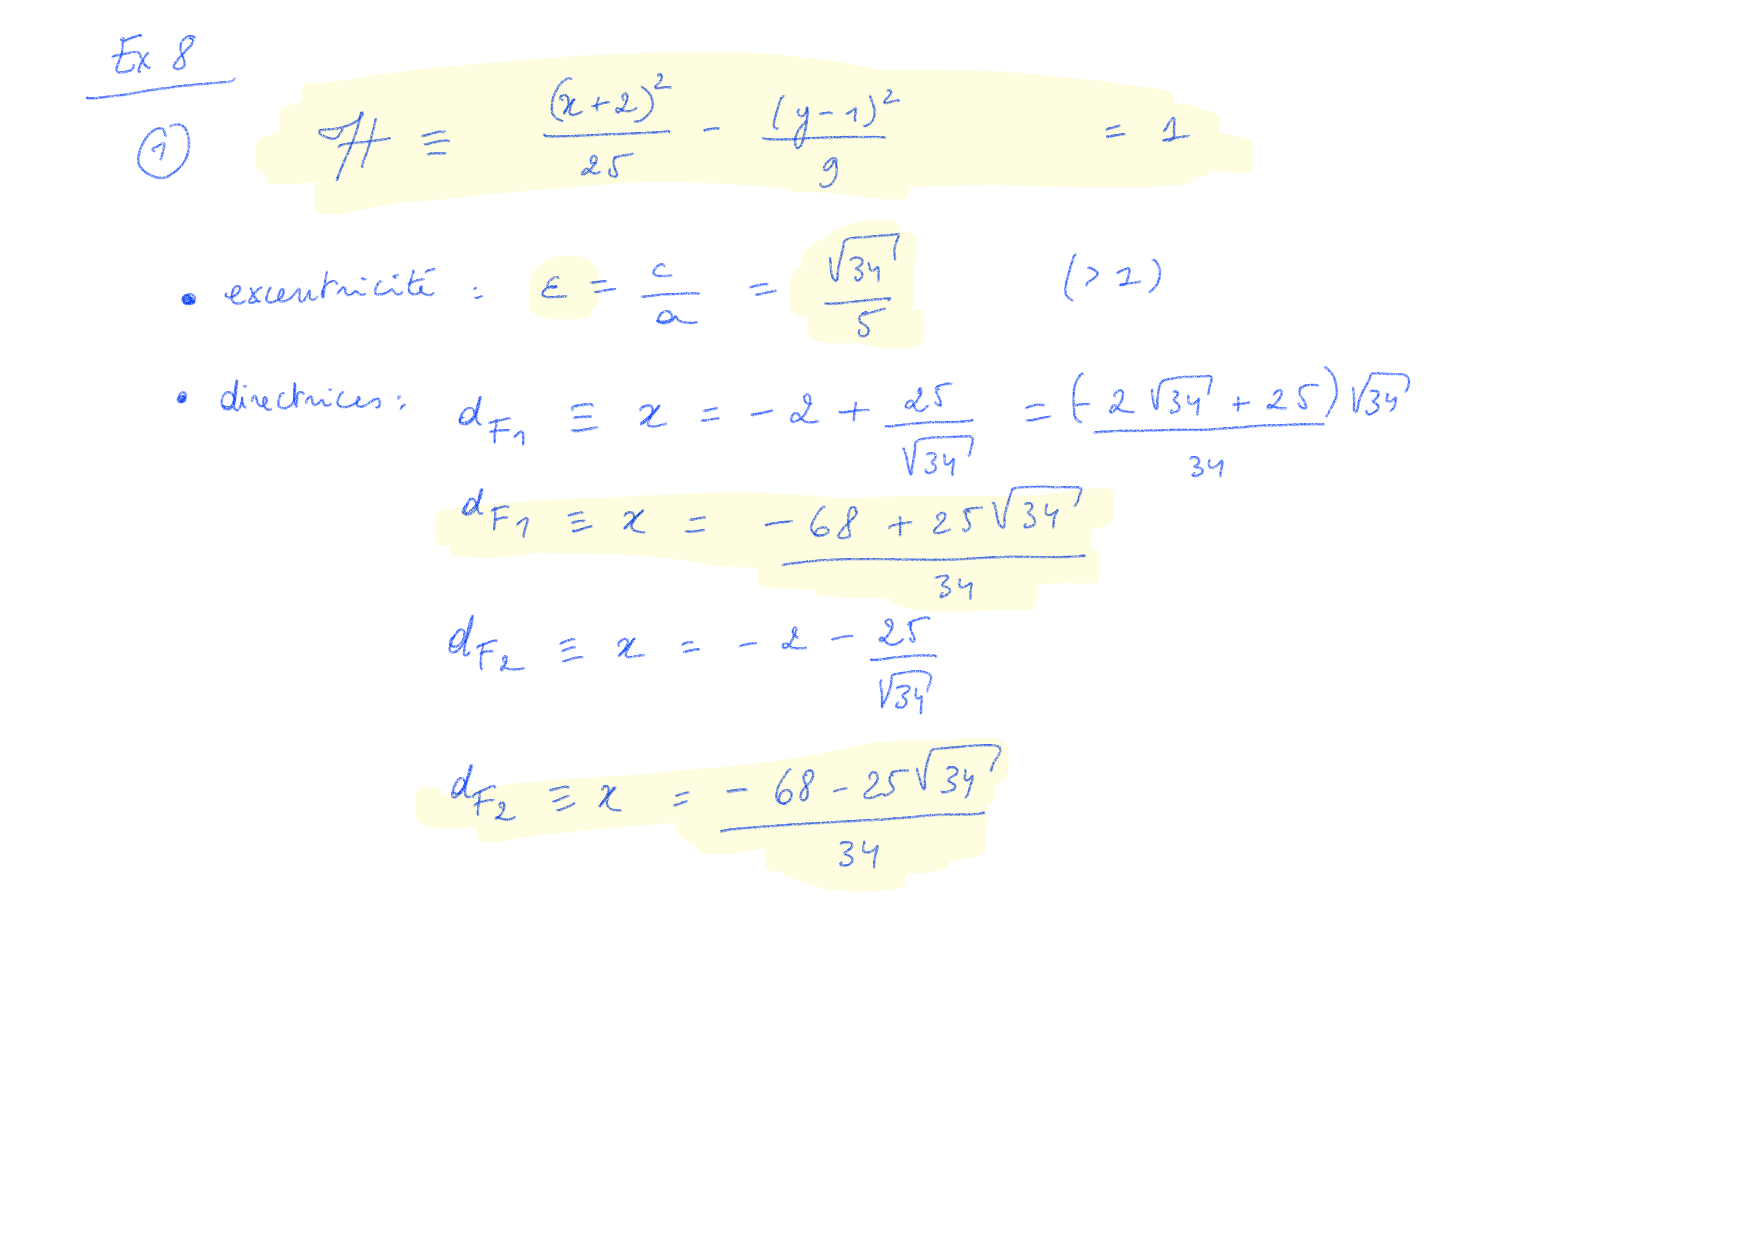 Ex 8
① H ≡ (x+2)²/25 - (y-1)²/9 = 1
• excentricité : ε = c/a = √34/5 (>1)
• directrices : d_F1 ≡ x = -2 + 25/√34 = (-2√34 + 25)√34/34
d_F1 ≡ x = (-68 + 25√34)/34
d_F2 ≡ x = -2 - 25/√34
d_F2 ≡ x = (-68 - 25√34)/34